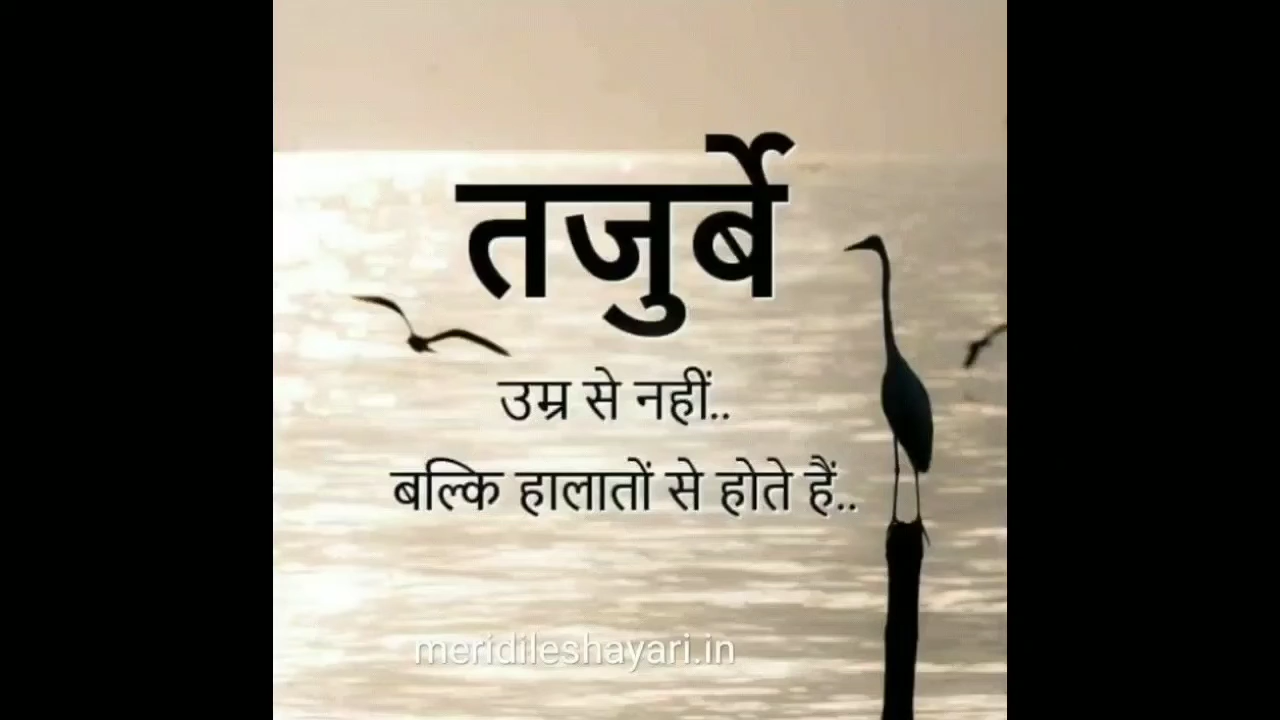 तजुर्बे
उम्र से नहीं..
बल्कि हालातों से होते हैं..
meridileshayari.in